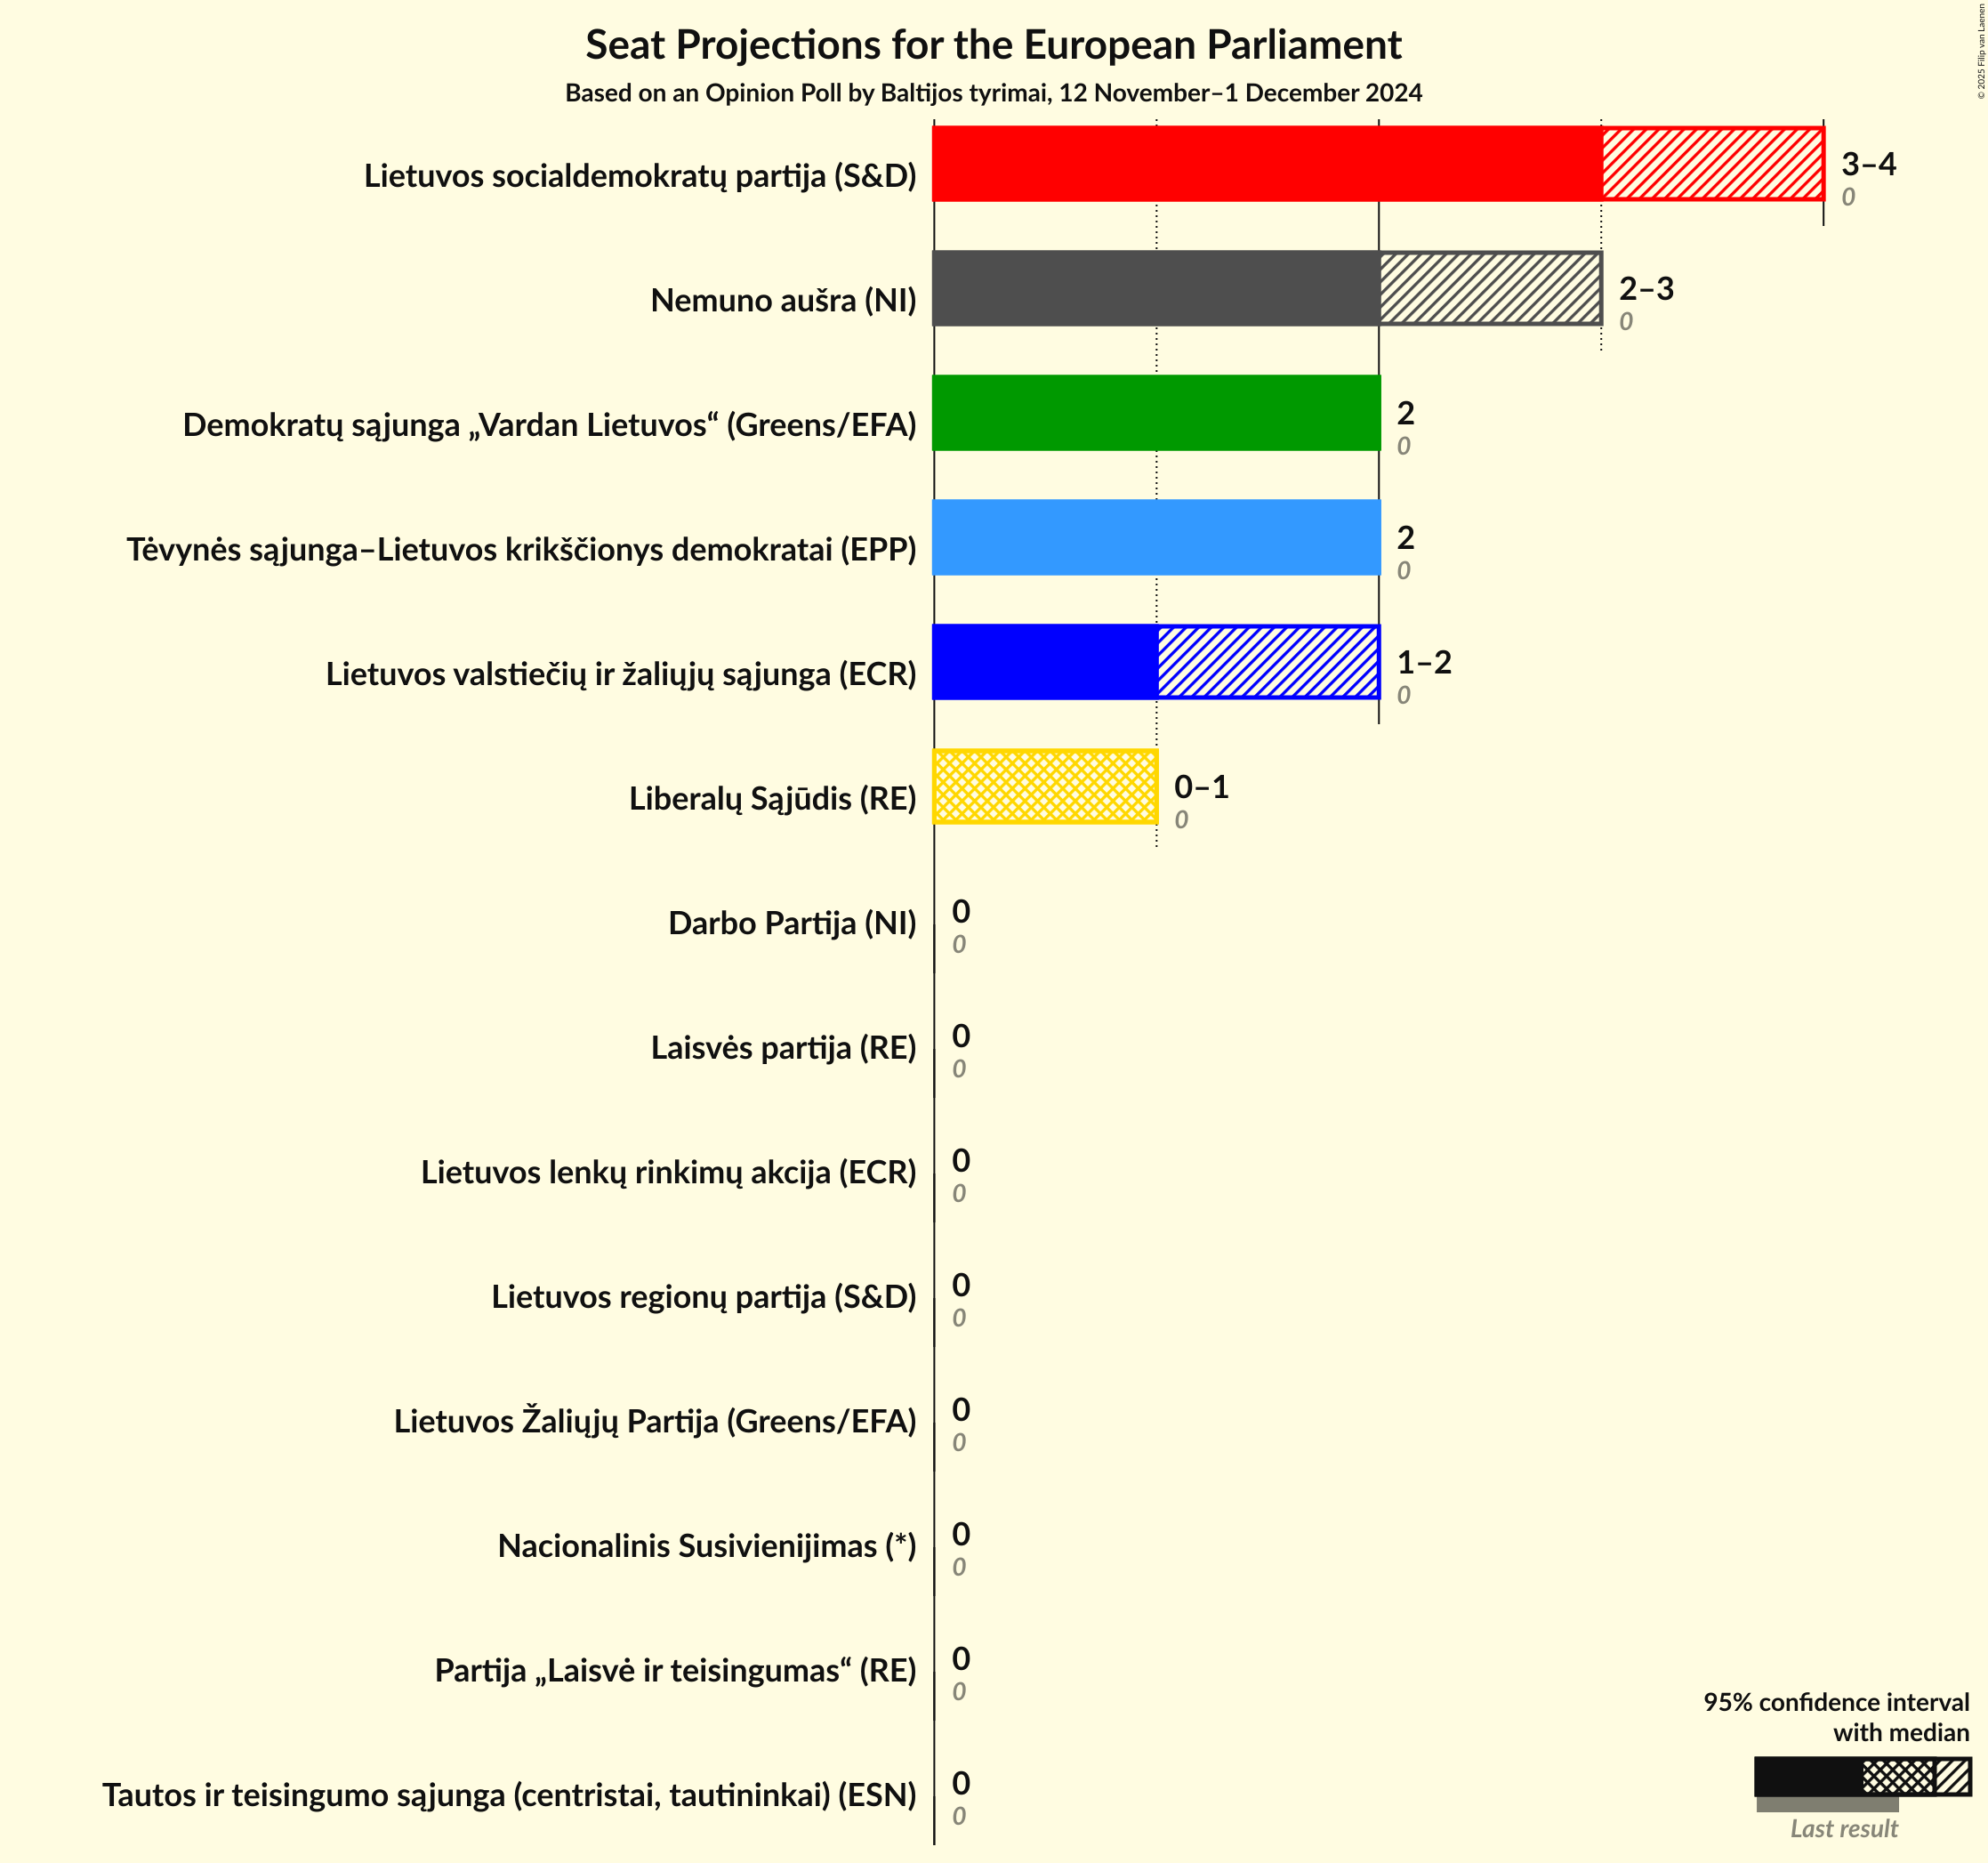 Seat Projections for the European Parliament
Based on an Opinion Poll by Baltijos tyrimai, 12 November–1 December 2024
© 2025 Filip van Laenen
Lietuvos socialdemokratų partija (S&D)
3–4
0
Nemuno aušra (NI)
2–3
0
Demokratų sąjunga „Vardan Lietuvos“ (Greens/EFA)
2
0
Tėvynės sąjunga–Lietuvos krikščionys demokratai (EPP)
2
0
Lietuvos valstiečių ir žaliųjų sąjunga (ECR)
1–2
0
Liberalų Sąjūdis (RE)
0–1
0
Darbo Partija (NI)
0
0
Laisvės partija (RE)
0
0
Lietuvos lenkų rinkimų akcija (ECR)
0
0
Lietuvos regionų partija (S&D)
0
0
Lietuvos Žaliųjų Partija (Greens/EFA)
0
0
Nacionalinis Susivienijimas (*)
0
0
Partija „Laisvė ir teisingumas“ (RE)
0
0
Tautos ir teisingumo sąjunga (centristai, tautininkai) (ESN)
0
0
95% confidence interval
with median
Last result